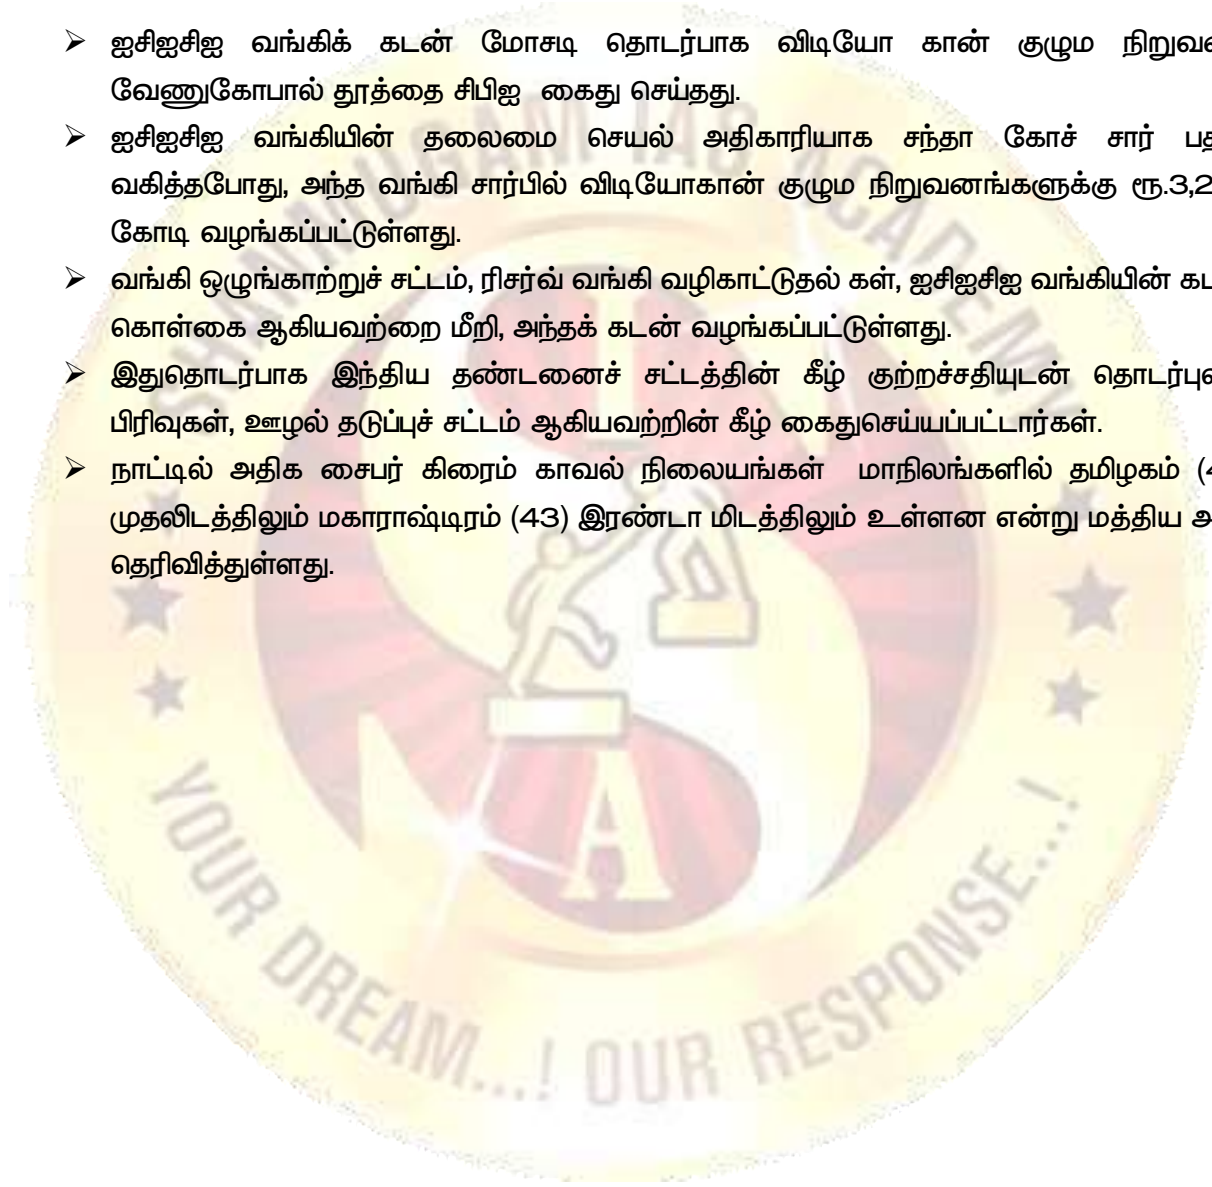 ➢ ஐசிஐசிஐ வங்கிக் கடன் மோசடி தொடர்பாக விடியோ கான் குழும
வேணுகோபால் தூத்தை சிபிஐ கைது செய்தது.
➢ ஐசிஐசிஐ வங்கியின் தலைமை செயல் அதிகாரியாக சந்தா கோச் சார்
வகித்தபோது, அந்த வங்கி சார்பில் விடியோகான் குழும நிறுவனங்களுக்கு ரூ.3,2
கோடி வழங்கப்பட்டுள்ளது.
➢ வங்கி ஒழுங்காற்றுச் சட்டம், ரிசர்வ் வங்கி வழிகாட்டுதல் கள், ஐசிஐசிஐ வங்கியின்
கொள்கை ஆகியவற்றை மீறி, அந்தக் கடன் வழங்கப்பட்டுள்ளது.
➢ இதுதொடர்பாக இந்திய தண்டனைச் சட்டத்தின் கீழ் குற்றச்சதியுடன்
பிரிவுகள், ஊழல் தடுப்புச் சட்டம் ஆகியவற்றின் கீழ் கைதுசெய்யப்பட்டார்கள்.
➢ நாட்டில் அதிக சைபர் கிரைம் காவல் நிலையங்கள் மாநிலங்களில் தமிழகம்
முதலிடத்திலும் மகாராஷ்டிரம் (43) இரண்டா மிடத்திலும் உள்ளன என்று மத்திய
தெரிவித்துள்ளது.
SHANMUGAM IAS ACADEMY
I
A
YOUR DREAM...! OUR RESPONSE...!